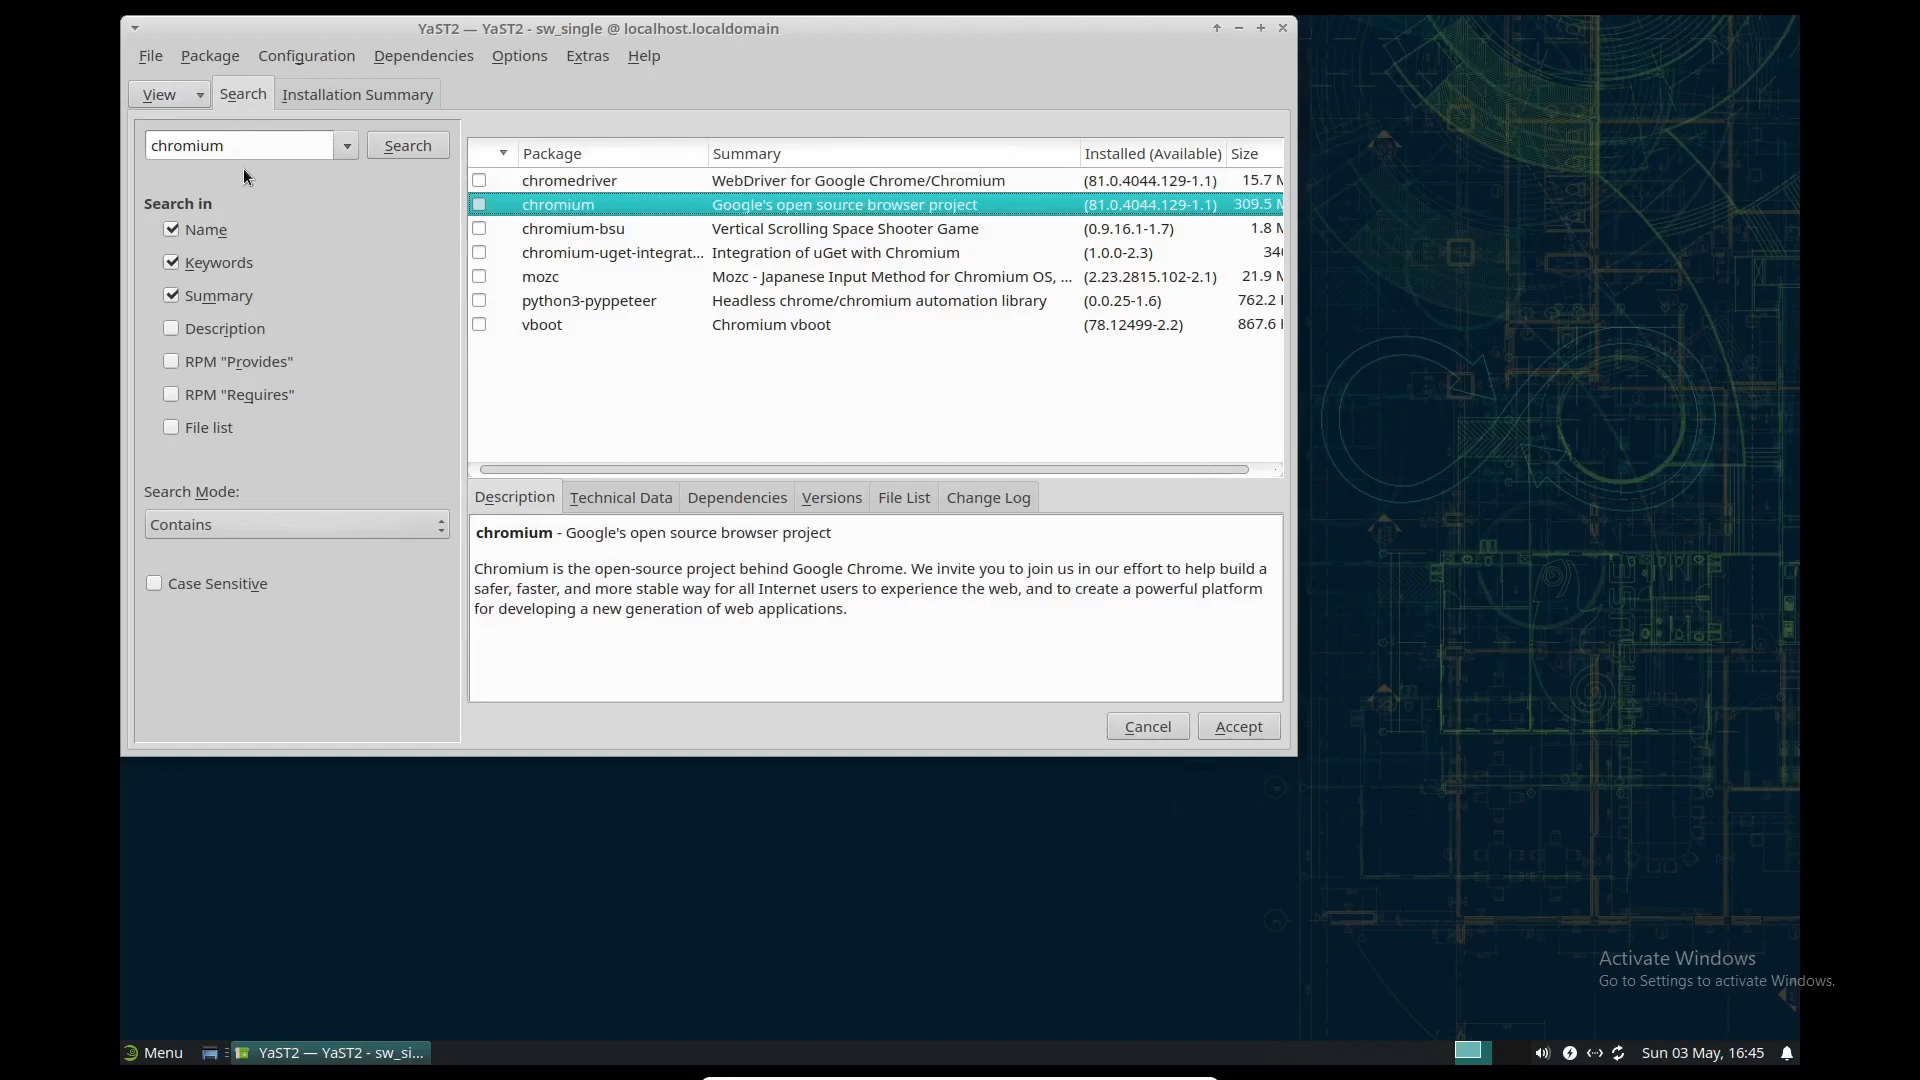 YaST2 — YaST2 - sw_single @ localhost.localdomain
File Package Configuration Dependencies Options Extras Help
View Search Installation Summary
chromium Search
Search in
Name
Keywords
Summary
Description
RPM "Provides"
RPM "Requires"
File list
Search Mode:
Contains
Case Sensitive
Package Summary Installed (Available) Size
chromedriver WebDriver for Google Chrome/Chromium (81.0.4044.129-1.1) 15.7 M
chromium Google's open source browser project (81.0.4044.129-1.1) 309.5 M
chromium-bsu Vertical Scrolling Space Shooter Game (0.9.16.1-1.7) 1.8 M
chromium-uget-integrat... Integration of uGet with Chromium (1.0.0-2.3)
mozc Mozc - Japanese Input Method for Chromium OS, ... (2.23.2815.102-2.1) 21.9 M
python3-pyppeteer Headless chrome/chromium automation library (0.0.25-1.6) 762.2
vboot Chromium vboot (78.12499-2.2) 867.6
Description Technical Data Dependencies Versions File List Change Log
chromium - Google's open source browser project
Chromium is the open-source project behind Google Chrome. We invite you to join us in our effort to help build a
safer, faster, and more stable way for all Internet users to experience the web, and to create a powerful platform
for developing a new generation of web applications.
Cancel Accept
Activate Windows
Go to Settings to activate Windows.
Menu YaST2 — YaST2 - sw_si... Sun 03 May, 16:45